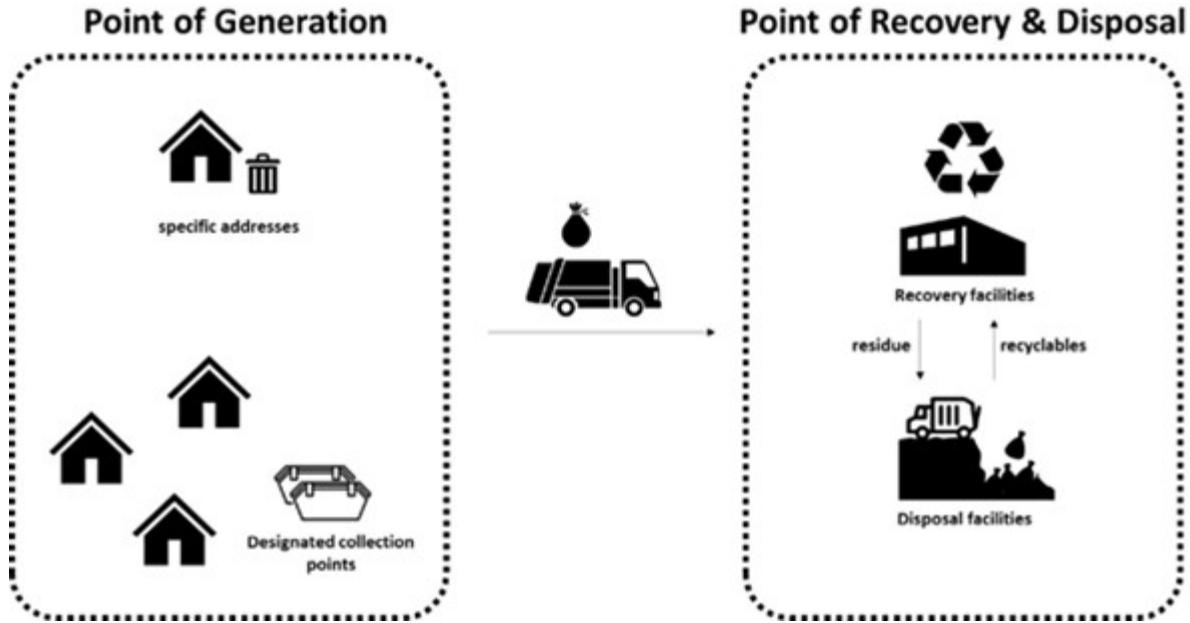 Point of Generation
Point of Recovery & Disposal
specific addresses
Recovery facilities
residue
recyclables
Disposal facilities
Designated collection
points